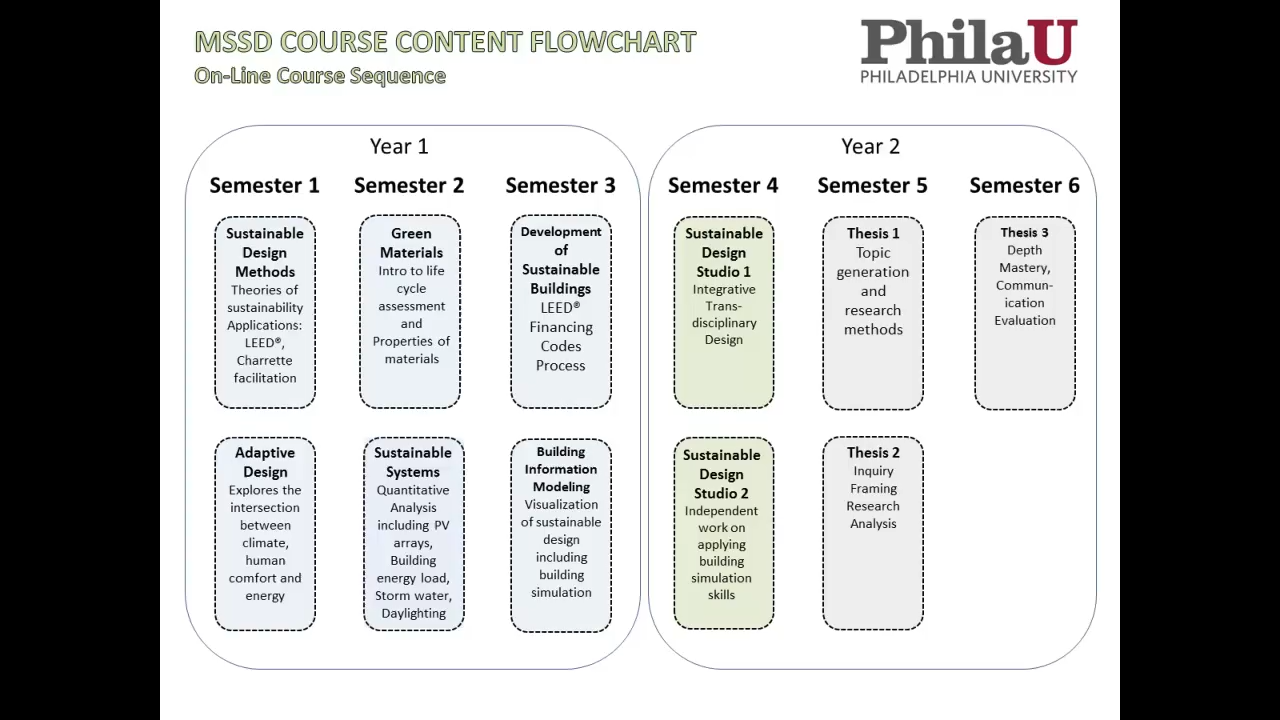 MSSD COURSE CONTENT FLOWCHART
On-Line Course Sequence
PhilaU
PHILADELPHIA UNIVERSITY
Year 1
Semester 1
Semester 2
Semester 3
Sustainable
Design
Methods
Theories of
sustainability
Applications:
LEED®,
Charrette
facilitation
Green
Materials
Intro to life
cycle
assessment
and
Properties of
materials
Development
of
Sustainable
Buildings
LEED®
Financing
Codes
Process
Adaptive
Design
Explores the
intersection
between
climate,
human
comfort and
energy
Sustainable
Systems
Quantitative
Analysis
including PV
arrays,
Building
energy load,
Storm water,
Daylighting
Building
Information
Modeling
Visualization
of sustainable
design
including
building
simulation
Year 2
Semester 4
Semester 5
Semester 6
Sustainable
Design
Studio 1
Integrative
Trans-
disciplinary
Design
Thesis 1
Topic
generation
and
research
methods
Thesis 3
Depth
Mastery,
Commun-
ication
Evaluation
Sustainable
Design
Studio 2
Independent
work on
applying
building
simulation
skills
Thesis 2
Inquiry
Framing
Research
Analysis